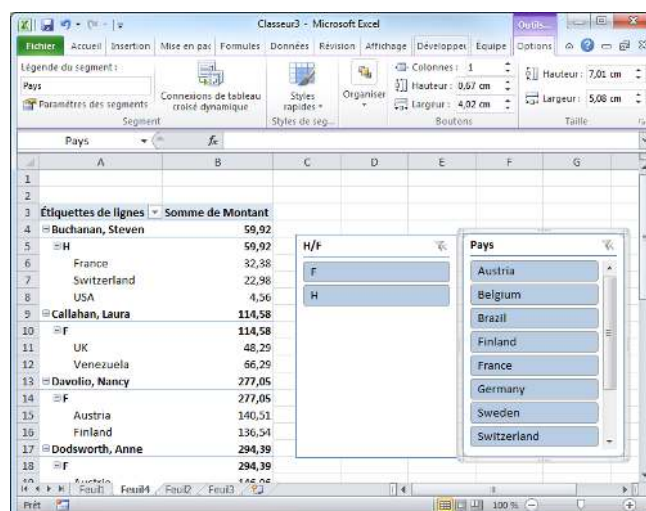 Classeur3 - Microsoft Excel
Outils...
Fichier Accueil Insertion Mise en pac Formules Données Révision Affichage Développeı Équipe Options
Légende du segment :
Pays
Paramètres des segments
Segment
Connexions de tableau croisé dynamique
Styles rapides
Styles de seg...
Organiser
Colonnes : 1
Hauteur : 0,67 cm
Largeur : 4,02 cm
Boutons
Hauteur : 7,01 cm
Largeur : 5,08 cm
Taille
Pays fx
A B C D E F G
1
2
3 Étiquettes de lignes Somme de Montant
4 Buchanan, Steven 59,92
5 H 59,92
6 France 32,38
7 Switzerland 22,98
8 USA 4,56
9 Callahan, Laura 114,58
10 F 114,58
11 UK 48,29
12 Venezuela 66,29
13 Davolio, Nancy 277,05
14 F 277,05
15 Austria 140,51
16 Finland 136,54
17 Dodsworth, Anne 294,39
18 F 294,39
H/F
F
H
Pays
Austria
Belgium
Brazil
Finland
France
Germany
Sweden
Switzerland
Feuil1 Feuil4 Feuil2 Feuil3
Prêt 100 %